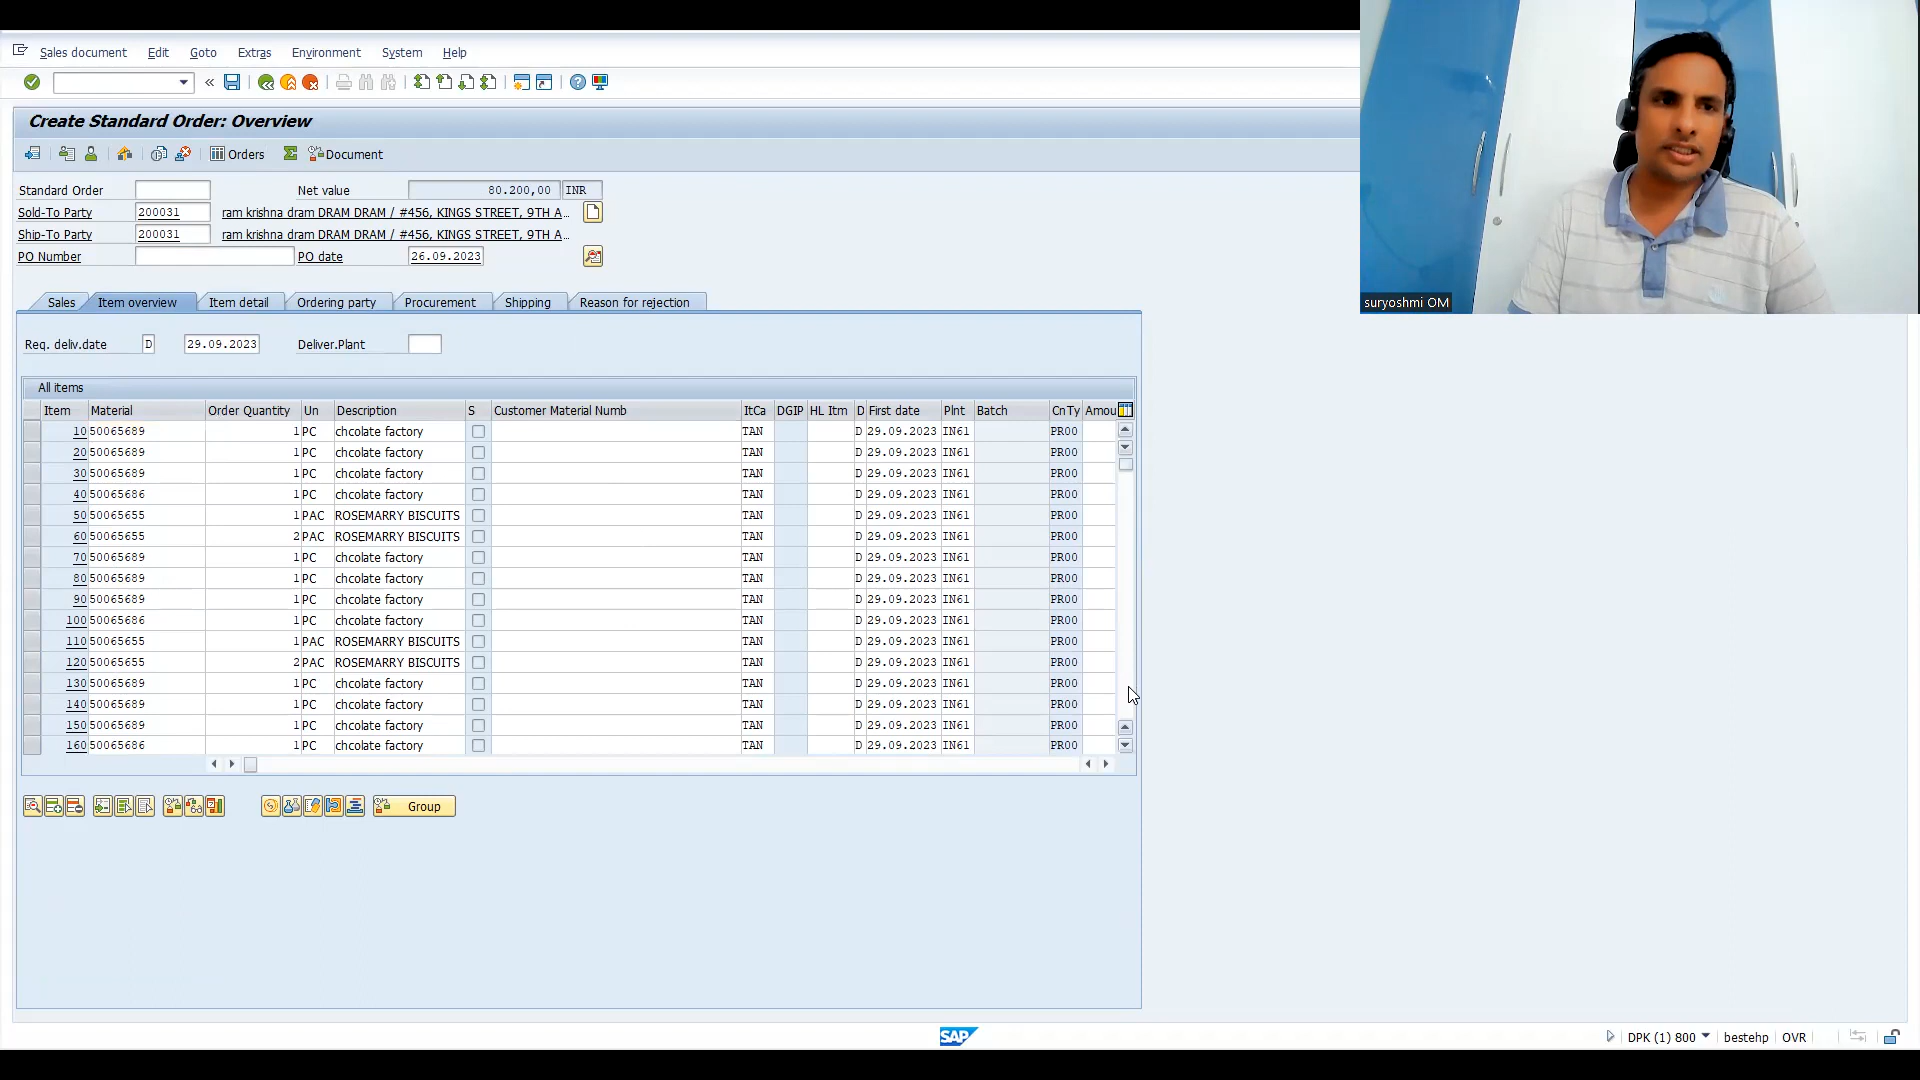 Sales document Edit Goto Extras Environment System Help
Create Standard Order: Overview
Orders Document
Standard Order Net value 80.200,00 INR
Sold-To Party 200031 ram krishna dram DRAM DRAM / #456, KINGS STREET, 9TH A...
Ship-To Party 200031 ram krishna dram DRAM DRAM / #456, KINGS STREET, 9TH A...
PO Number PO date 26.09.2023
Sales Item overview Item detail Ordering party Procurement Shipping Reason for rejection
suryoshmi OM
Req. deliv.date D 29.09.2023 Deliver.Plant
All items
Item Material Order Quantity Un Description S Customer Material Numb ItCa DGIP HL Itm D First date Plnt Batch CnTy Amou
10 50065689 1 PC chcolate factory TAN D 29.09.2023 IN61 PR00
20 50065689 1 PC chcolate factory TAN D 29.09.2023 IN61 PR00
30 50065689 1 PC chcolate factory TAN D 29.09.2023 IN61 PR00
40 50065686 1 PC chcolate factory TAN D 29.09.2023 IN61 PR00
50 50065655 1 PAC ROSEMARRY BISCUITS TAN D 29.09.2023 IN61 PR00
60 50065655 2 PAC ROSEMARRY BISCUITS TAN D 29.09.2023 IN61 PR00
70 50065689 1 PC chcolate factory TAN D 29.09.2023 IN61 PR00
80 50065689 1 PC chcolate factory TAN D 29.09.2023 IN61 PR00
90 50065689 1 PC chcolate factory TAN D 29.09.2023 IN61 PR00
100 50065686 1 PC chcolate factory TAN D 29.09.2023 IN61 PR00
110 50065655 1 PAC ROSEMARRY BISCUITS TAN D 29.09.2023 IN61 PR00
120 50065655 2 PAC ROSEMARRY BISCUITS TAN D 29.09.2023 IN61 PR00
130 50065689 1 PC chcolate factory TAN D 29.09.2023 IN61 PR00
140 50065689 1 PC chcolate factory TAN D 29.09.2023 IN61 PR00
150 50065689 1 PC chcolate factory TAN D 29.09.2023 IN61 PR00
160 50065686 1 PC chcolate factory TAN D 29.09.2023 IN61 PR00
Group
SAP DPK (1) 800 bestehp OVR